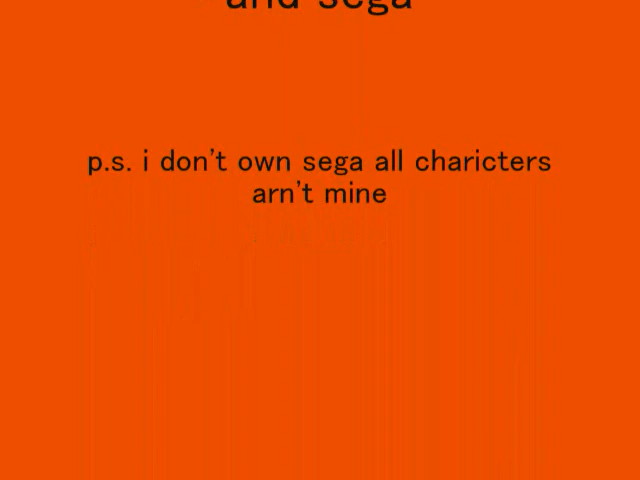 and sega
p.s. i don't own sega all charicters
arn't mine